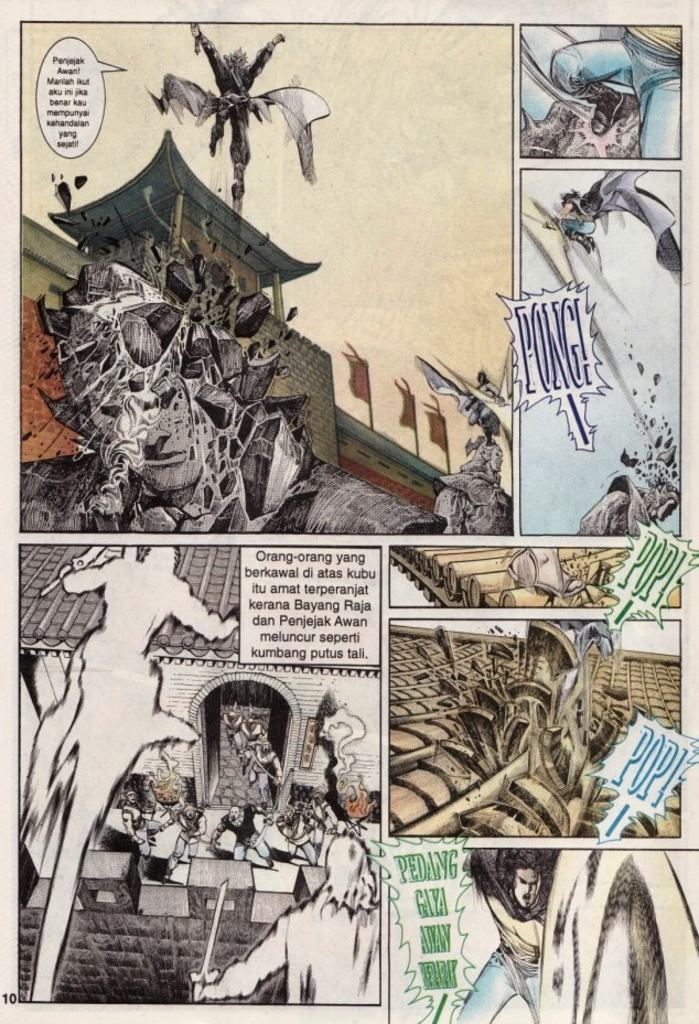 Penjejak
Awan!
Marilah ikut
aku ini jika
benar kau
mempunyai
kehandalan
yang
sejati!
PONG!
Orang-orang yang
berkawal di atas kubu
itu amat terperanjat
kerana Bayang Raja
dan Penjejak Awan
meluncur seperti
kumbang putus tali.
POP!
POP!
PEDANG
GAYA
AWAN
BERARAK
!
10